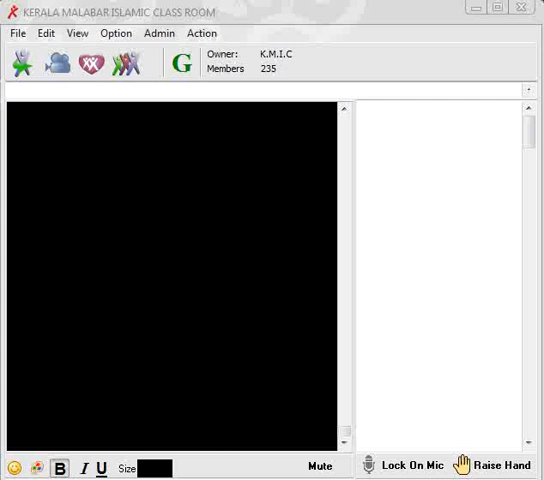 KERALA MALABAR ISLAMIC CLASS ROOM
File Edit View Option Admin Action
G Owner: K.M.I.C
Members 235
B I U Size Mute Lock On Mic Raise Hand